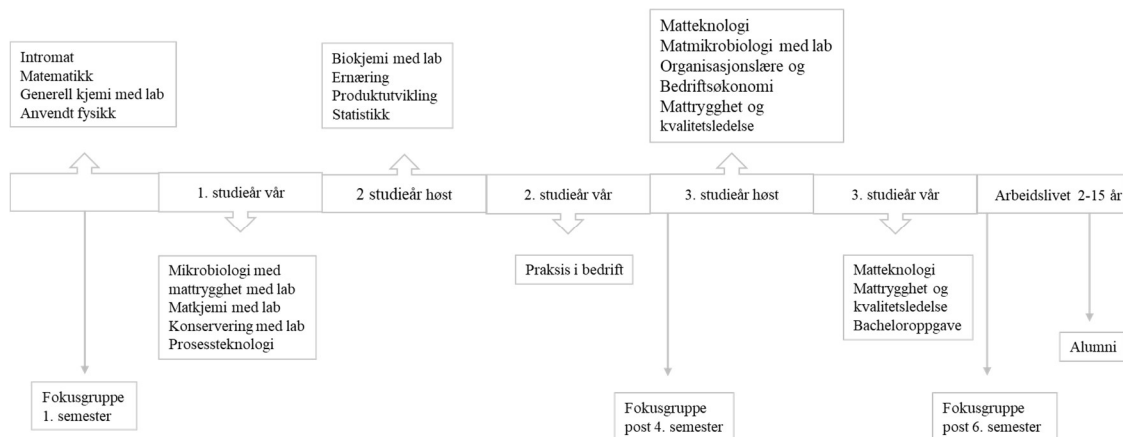 Intromat
Matematikk
Generell kjemi med lab
Anvendt fysikk
Biokjemi med lab
Ernæring
Produktutvikling
Statistikk
Matteknologi
Matmikrobiologi med lab
Organisasjonslære og
Bedriftsøkonomi
Mattrygghet og
kvalitetsledelse
1. studieår vår
2 studieår høst
2. studieår vår
3. studieår høst
3. studieår vår
Arbeidslivet 2-15 år
Mikrobiologi med
mattrygghet med lab
Matkjemi med lab
Konservering med lab
Prosessteknologi
Praksis i bedrift
Matteknologi
Mattrygghet og
kvalitetsledelse
Bacheloroppgave
Alumni
Fokusgruppe
1. semester
Fokusgruppe
post 4. semester
Fokusgruppe
post 6. semester